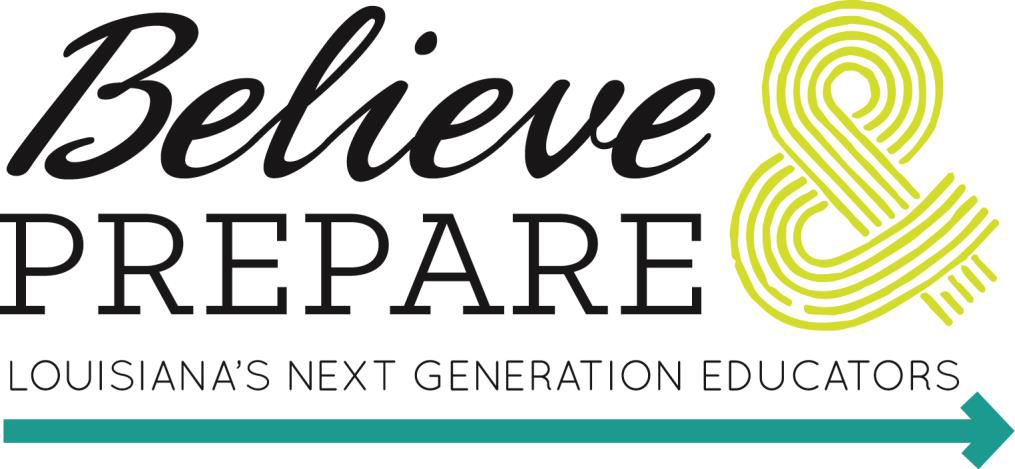 Believe &
PREPARE
LOUISIANA'S NEXT GENERATION EDUCATORS